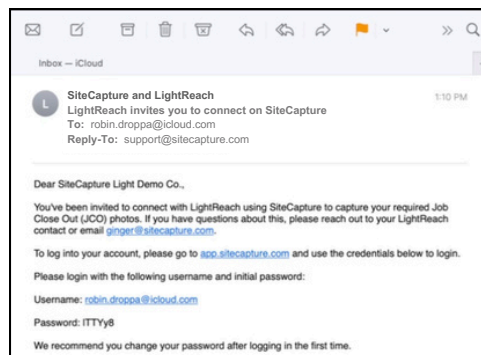 Inbox — iCloud
L
SiteCapture and LightReach
1:10 PM
LightReach invites you to connect on SiteCapture
To: robin.droppa@icloud.com
Reply-To: support@sitecapture.com
Dear SiteCapture Light Demo Co.,
You've been invited to connect with LightReach using SiteCapture to capture your required Job
Close Out (JCO) photos. If you have questions about this, please reach out to your LightReach
contact or email ginger@sitecapture.com.
To log into your account, please go to app.sitecapture.com and use the credentials below to login.
Please login with the following username and initial password:
Username: robin.droppa@icloud.com
Password: ITTYy8
We recommend you change your password after logging in the first time.